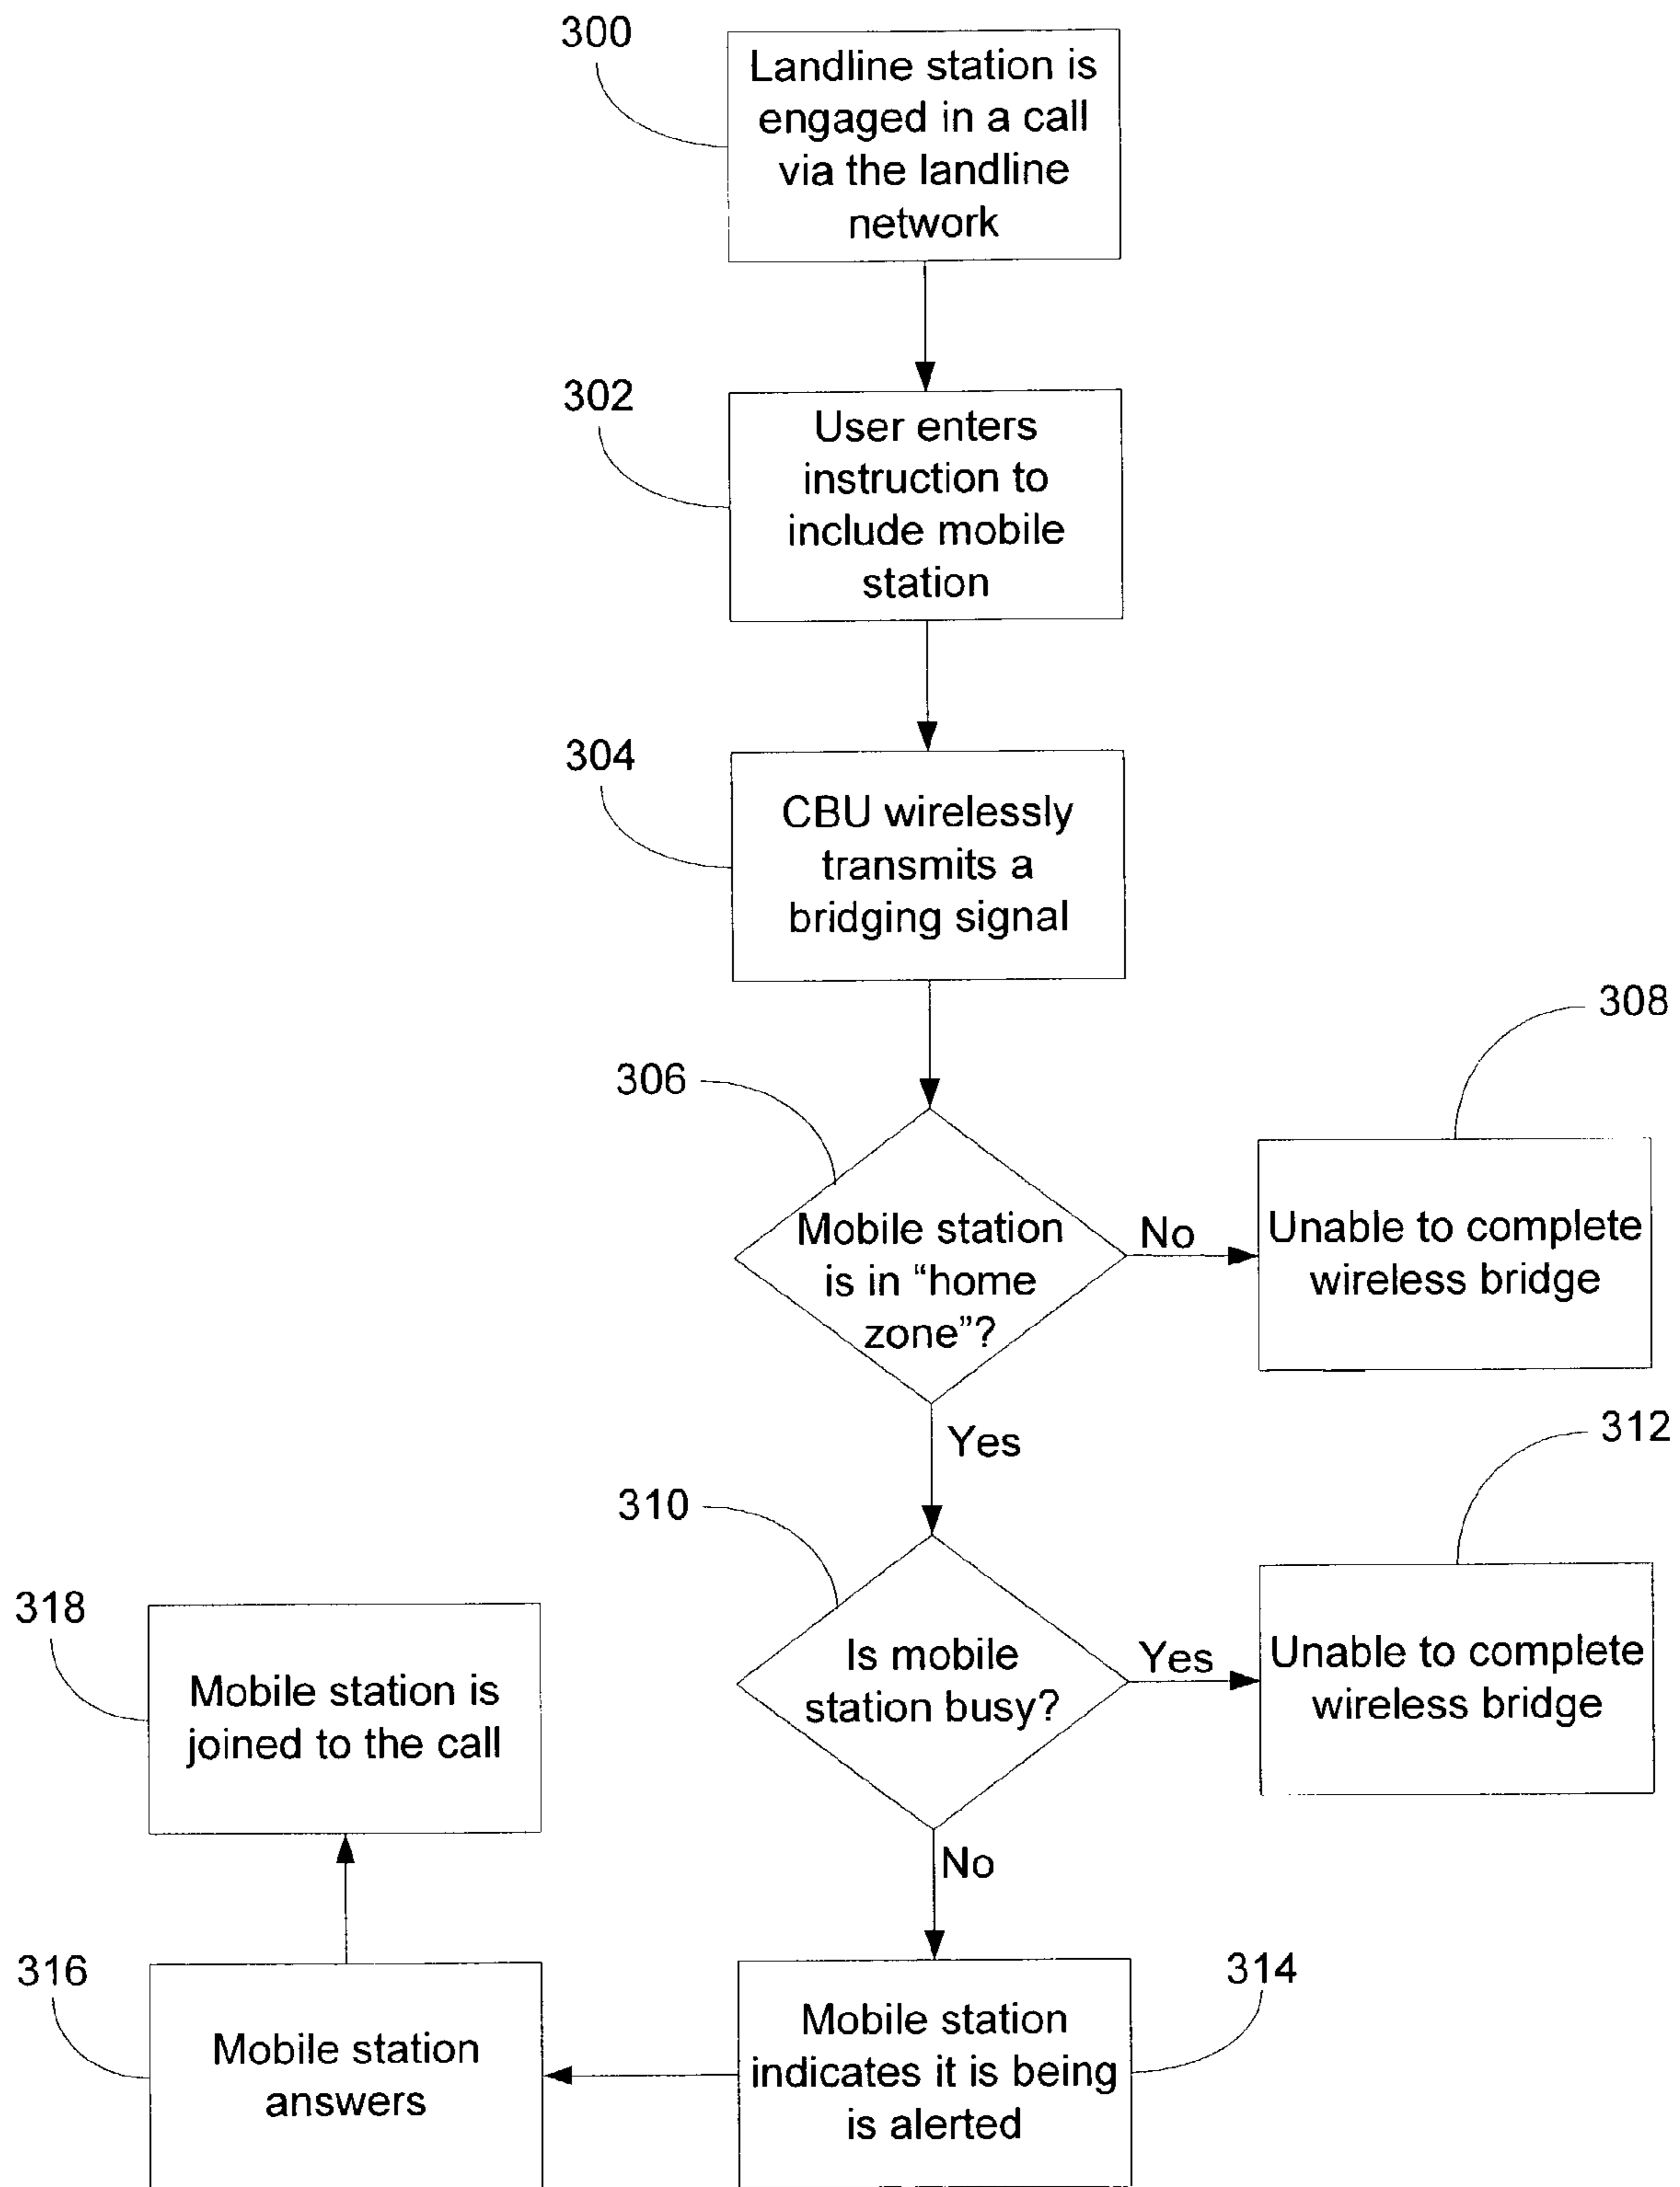 300
Landline station is
engaged in a call
via the landline
network
302
User enters
instruction to
include mobile
station
304
CBU wirelessly
transmits a
bridging signal
308
306
Mobile station
is in “home
zone”?
No
Unable to complete
wireless bridge
Yes
312
310
Is mobile
station busy?
Yes
Unable to complete
wireless bridge
318
Mobile station is
joined to the call
No
316
Mobile station
answers
314
Mobile station
indicates it is being
is alerted